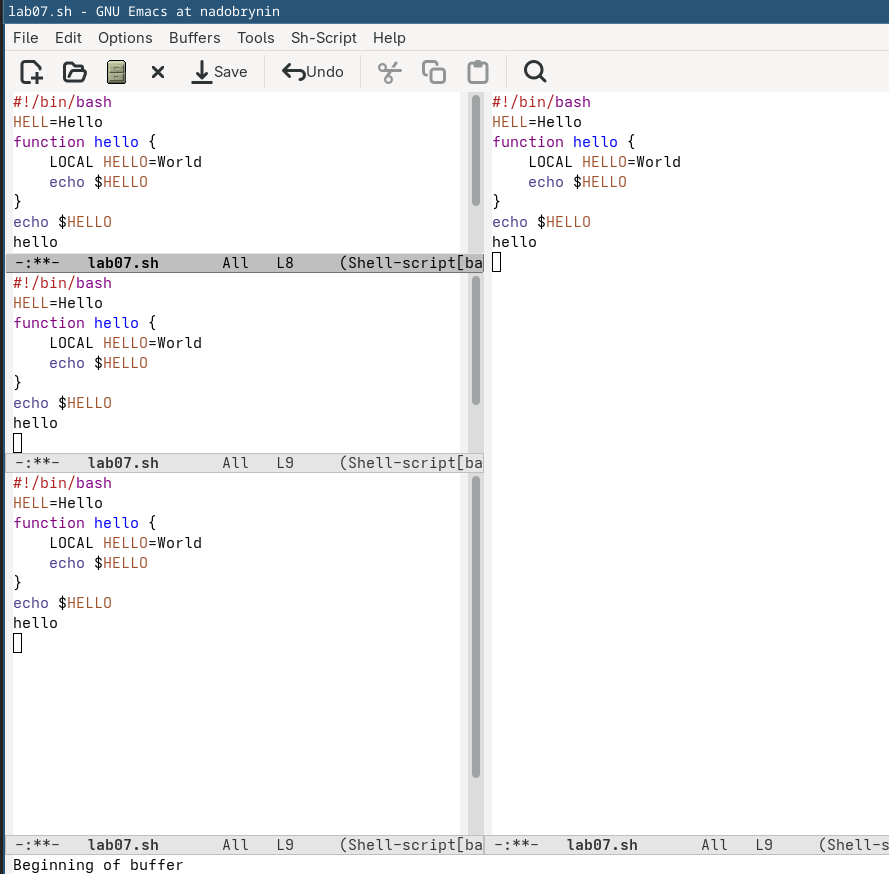 lab07.sh - GNU Emacs at nadobrynin
File Edit Options Buffers Tools Sh-Script Help
Save Undo
#!/bin/bash
HELL=Hello
function hello {
    LOCAL HELLO=World
    echo $HELLO
}
echo $HELLO
hello
-:**-  lab07.sh  All  L8  (Shell-script[ba
#!/bin/bash
HELL=Hello
function hello {
    LOCAL HELLO=World
    echo $HELLO
}
echo $HELLO
hello
-:**-  lab07.sh  All  L9  (Shell-script[ba
#!/bin/bash
HELL=Hello
function hello {
    LOCAL HELLO=World
    echo $HELLO
}
echo $HELLO
hello
-:**-  lab07.sh  All  L9  (Shell-script[ba
#!/bin/bash
HELL=Hello
function hello {
    LOCAL HELLO=World
    echo $HELLO
}
echo $HELLO
hello
-:**-  lab07.sh  All  L9  (Shell-s
Beginning of buffer